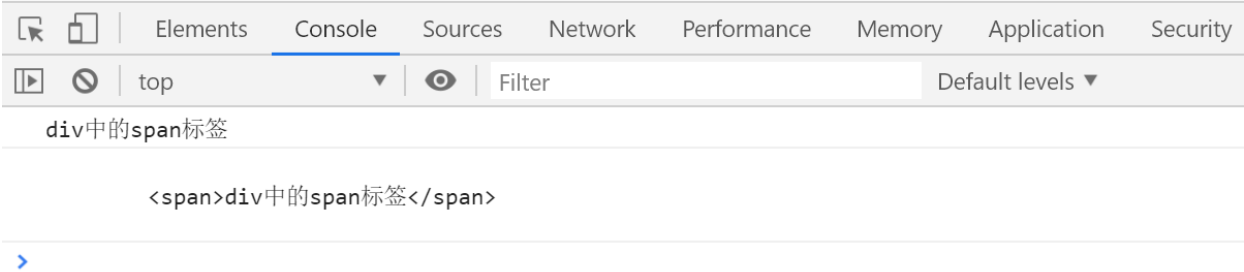 Elements Console Sources Network Performance Memory Application Security
top Filter Default levels
div中的span标签
<span>div中的span标签</span>